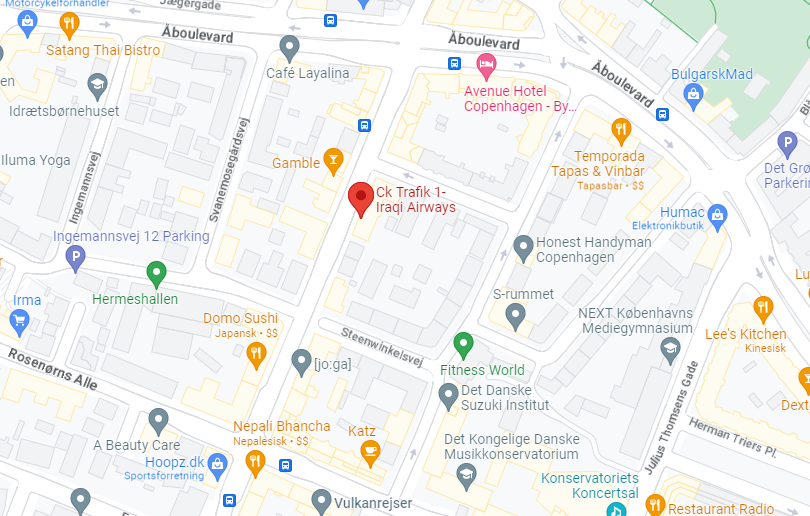 Motorcykelforhandler
Jægergade
Åboulevard
Satang Thai Bistro
Café Layalina
Åboulevard
Avenue Hotel
Copenhagen - By...
Åboulevard
BulgarskMad
Idrætsbørnehuset
Iluma Yoga
Ingemannsvej
Svanemosegårdsvej
Gamble
Temporada
Tapas & Vinbar
Tapasbar • $$
Det Grø
Parkerin
Ck Trafik 1-
Iraqi Airways
Humac
Elektronikbutik
Ingemannsvej 12 Parking
Honest Handyman
Copenhagen
Hermeshallen
Irma
S-rummet
Domo Sushi
Japansk • $$
NEXT Københavns
Mediegymnasium
Lee's Kitchen
Kinesisk
Steenwinkelsvej
[jo:ga]
Fitness World
Rosenørns Alle
Det Danske
Suzuki Institut
Dext
Julius Thomsens Gade
Herman Triers Pl.
A Beauty Care
Nepali Bhancha
Nepalesisk • $$
Katz
Det Kongelige Danske
Musikkonservatorium
Hoopz.dk
Sportsforretning
Konservatoriets
Koncertsal
Vulkanrejser
Restaurant Radio